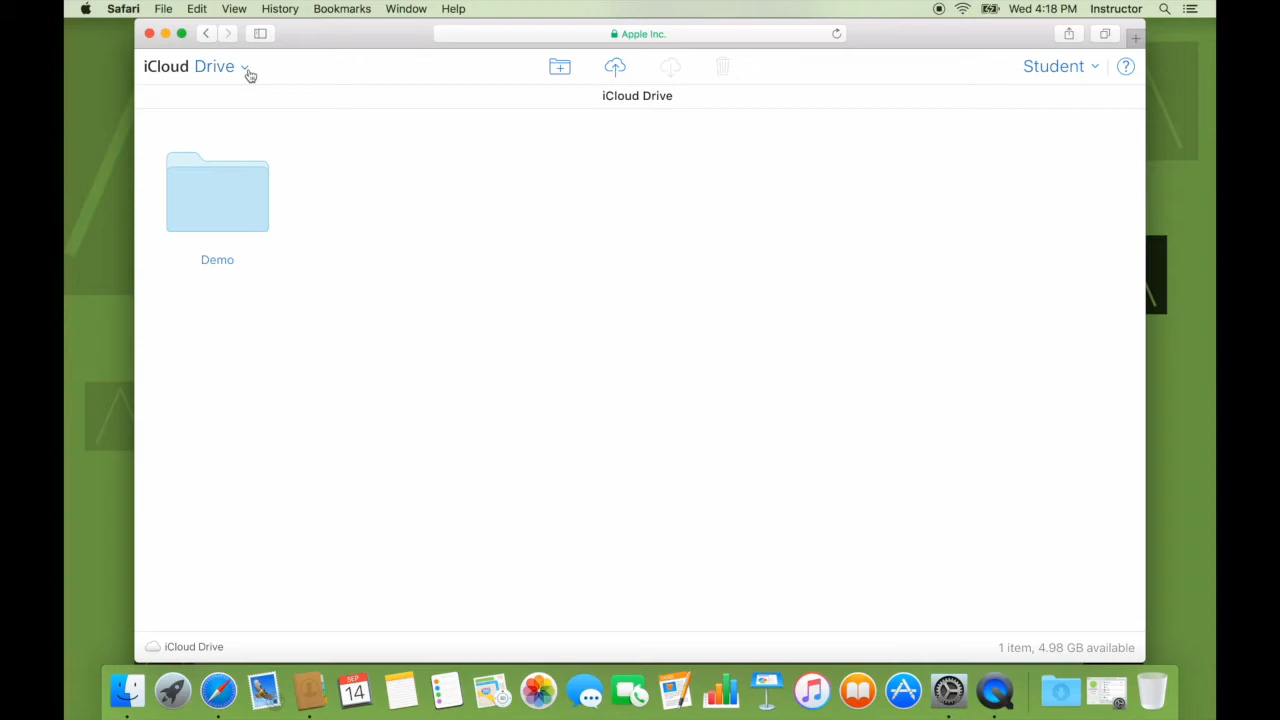 Safari File Edit View History Bookmarks Window Help Wed 4:18 PM Instructor
Apple Inc.
iCloud Drive Student ?
iCloud Drive
Demo
iCloud Drive 1 item, 4.98 GB available
SEP
14